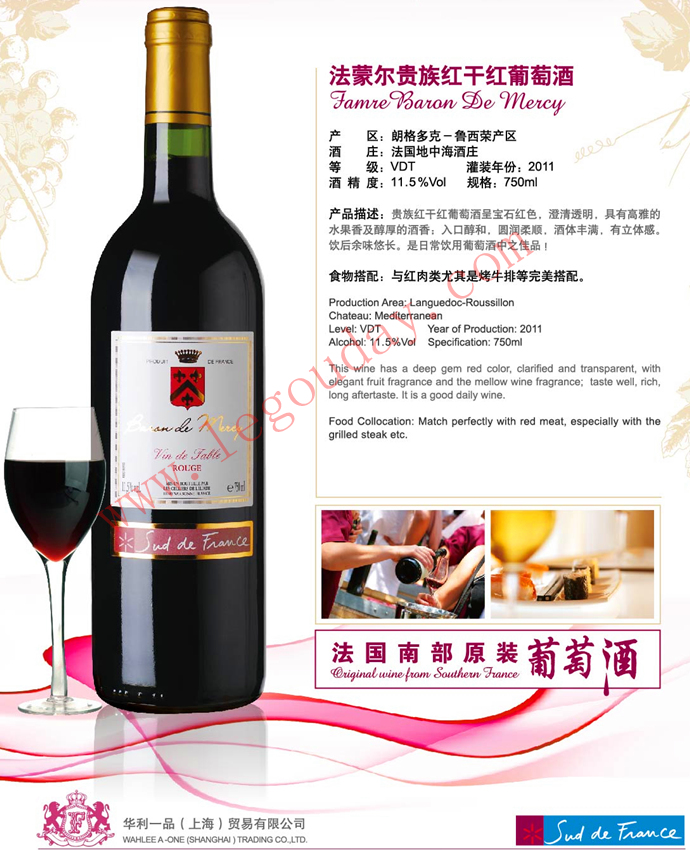 法蒙尔贵族红干红葡萄酒
Famre Baron De Mercy
产 区：朗格多克－鲁西荣产区
酒 庄：法国地中海酒庄
等 级：VDT 灌装年份：2011
酒 精 度：11.5%Vol 规格：750ml
产品描述：贵族红干红葡萄酒呈宝石红色，澄清透明，具有高雅的
水果香及醇厚的酒香；入口醇和，圆润柔顺，酒体丰满，有立体感。
饮后余味悠长。是日常饮用葡萄酒中之佳品！
食物搭配：与红肉类尤其是烤牛排等完美搭配。
Production Area: Languedoc-Roussillon
Chateau: Mediterranean
Level: VDT Year of Production: 2011
Alcohol: 11.5%Vol Specification: 750ml
This wine has a deep gem red color, clarified and transparent, with
elegant fruit fragrance and the mellow wine fragrance; taste well, rich,
long aftertaste. It is a good daily wine.
Food Collocation: Match perfectly with red meat, especially with the
grilled steak etc.
www.legouday.com
PRODUIT DE FRANCE
Baron de Mercy
Vin de Table
ROUGE
750ml
Sud de France
法国南部原装葡萄酒
Original wine from Southern France
F
华利一品（上海）贸易有限公司
WAHLEE A -ONE (SHANGHAI ) TRADING CO.,LTD.
Sud de France